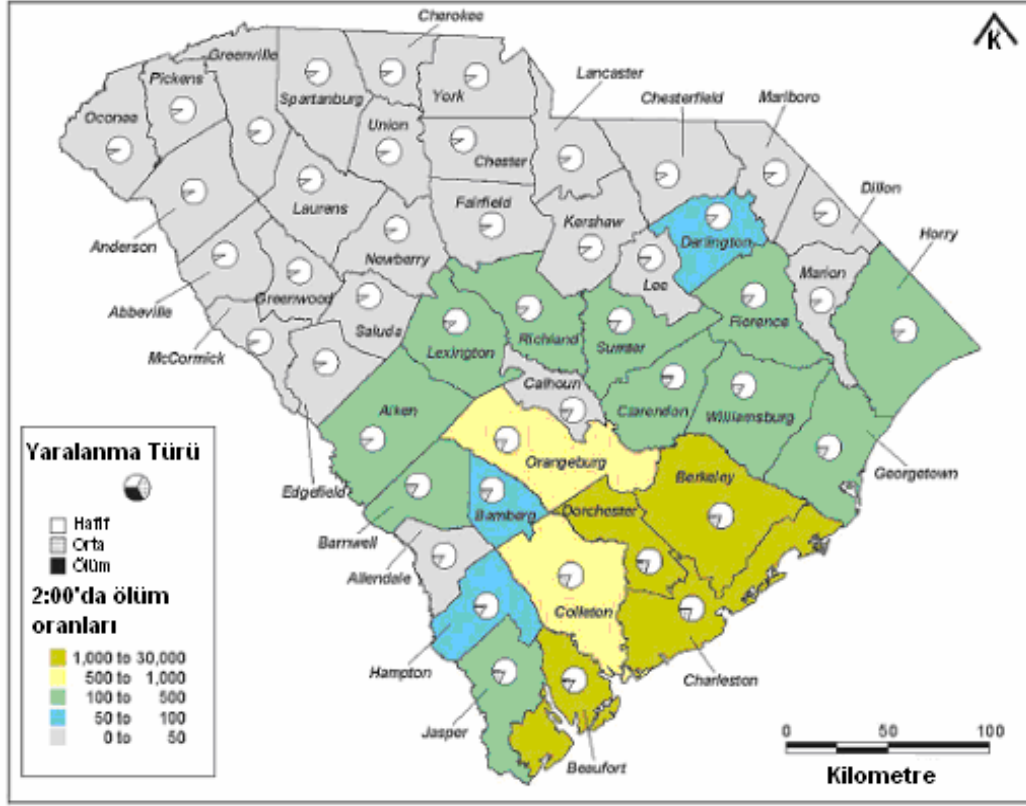 Cherokee
K
Greenville
Lancaster
Pickens
Spartanburg
York
Chesterfield
Marlboro
Oconee
Union
Chester
Dillon
Laurens
Fairfield
Kershaw
Horry
Anderson
Newberry
Darlington
Lee
Marion
Abbeville
Greenwood
Saluda
Richland
Sumter
Florence
McCormick
Lexington
Calhoun
Aiken
Clarendon
Williamsburg
Yaralanma Türü
Orangeburg
Berkeley
Georgetown
Edgefield
Bamberg
Dorchester
Hafif
Barnwell
Orta
Allendale
Ölüm
2:00'da ölüm
oranları
Colleton
1,000 to 30,000
500 to 1,000
100 to 500
50 to 100
0 to 50
Hampton
Charleston
Jasper
Beaufort
0 50 100
Kilometre